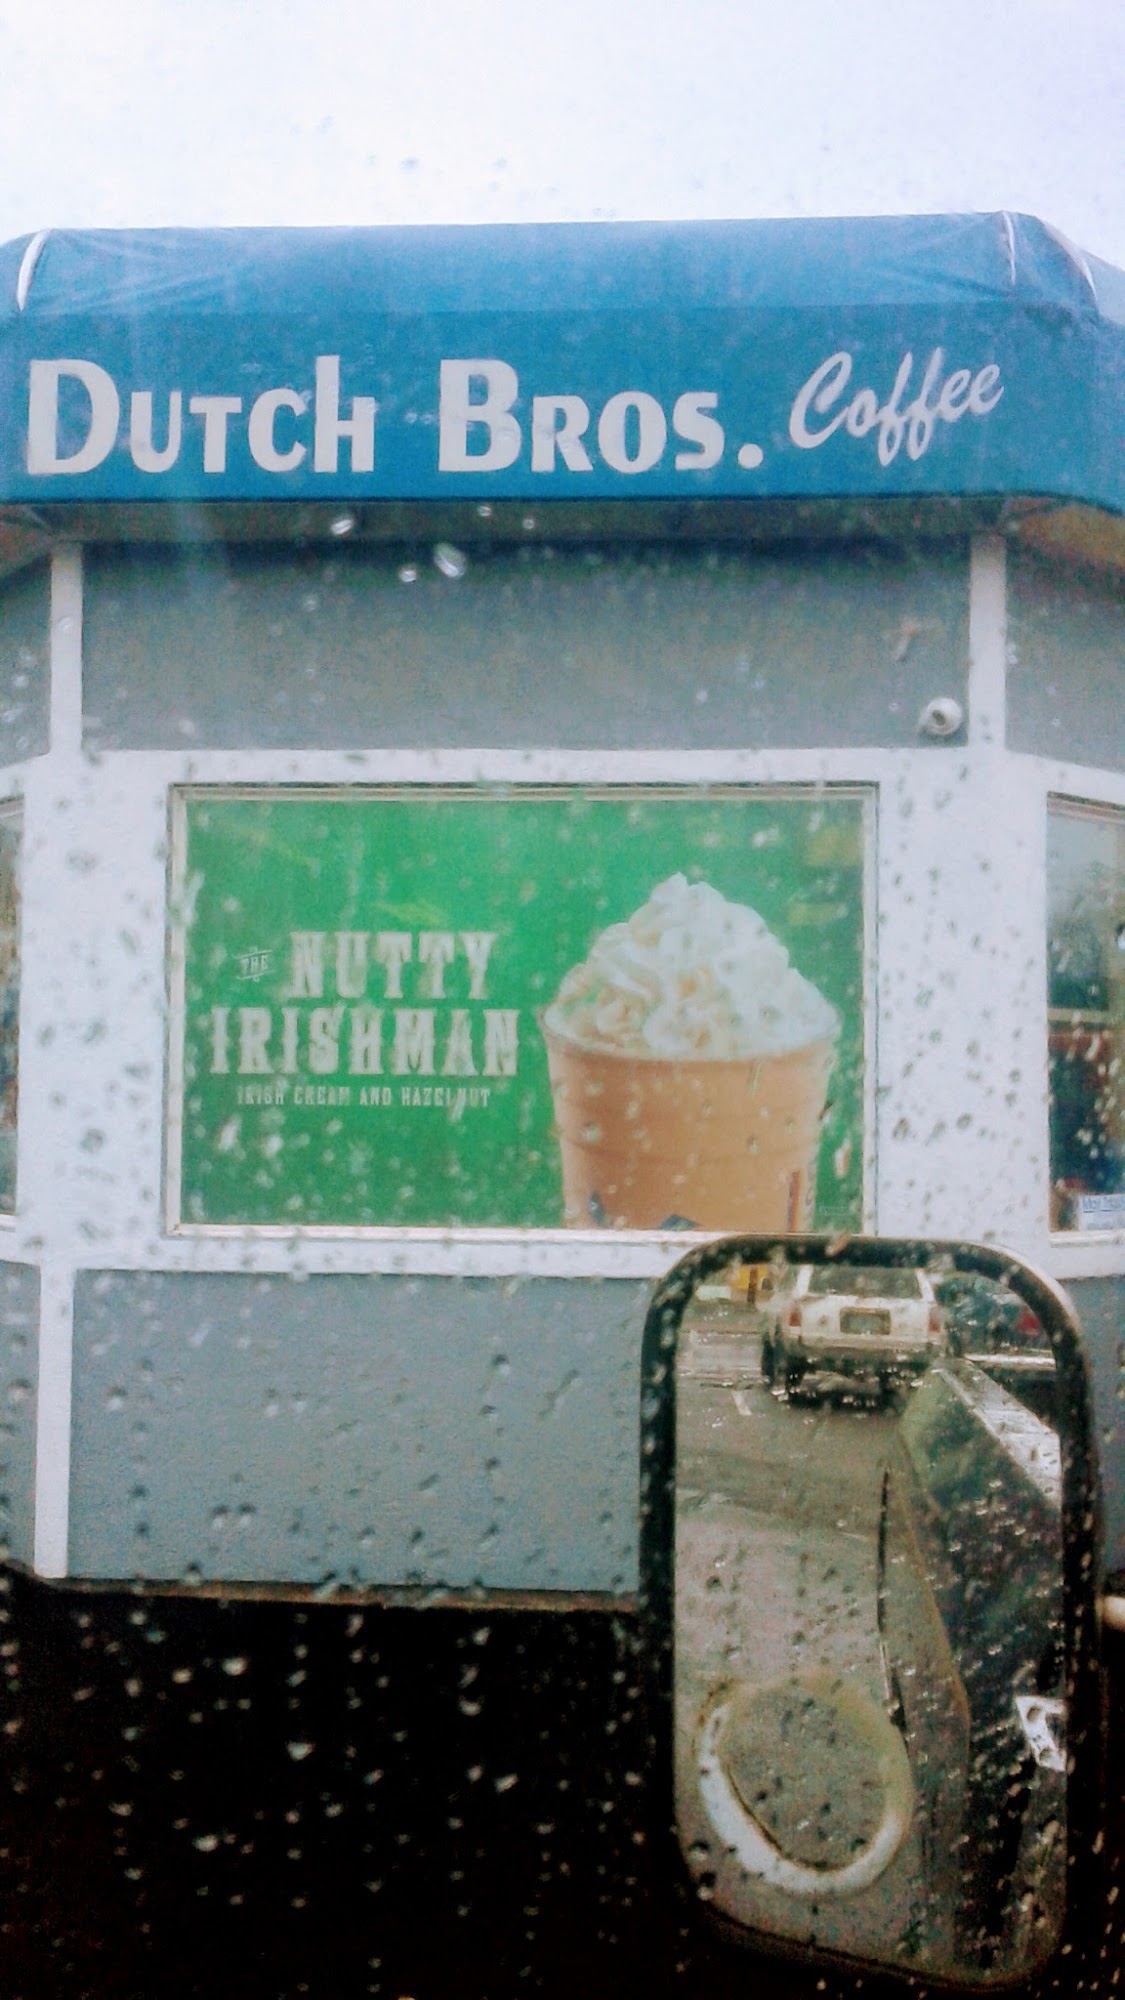 DUTCH BROS. Coffee
THE NUTTY
IRISHMAN
IRISH CREAM AND HAZELNUT